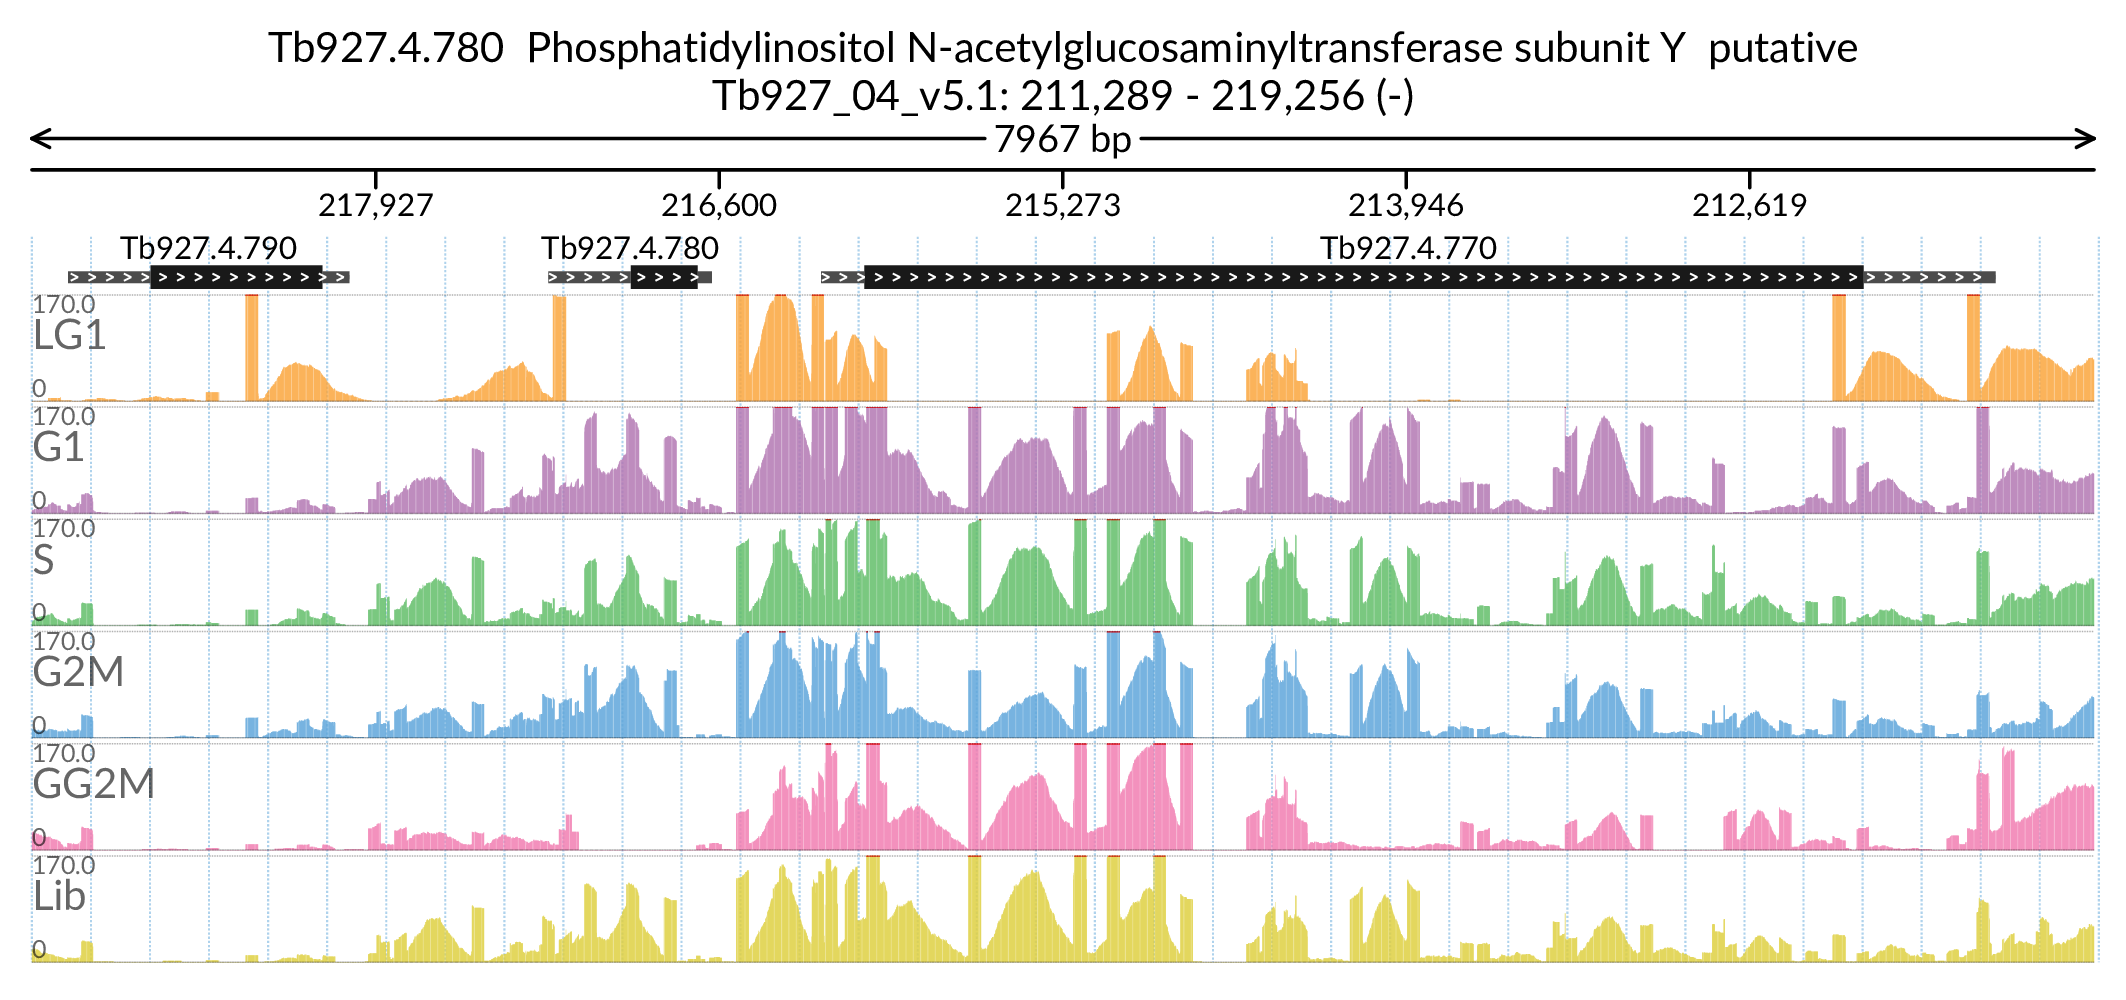 Tb927.4.780  Phosphatidylinositol N-acetylglucosaminyltransferase subunit Y  putative
Tb927_04_v5.1: 211,289 - 219,256 (-)
7967 bp
217,927 216,600 215,273 213,946 212,619
Tb927.4.790 Tb927.4.780 Tb927.4.770
170.0
LG1
0
170.0
G1
0
170.0
S
0
170.0
G2M
0
170.0
GG2M
0
170.0
Lib
0